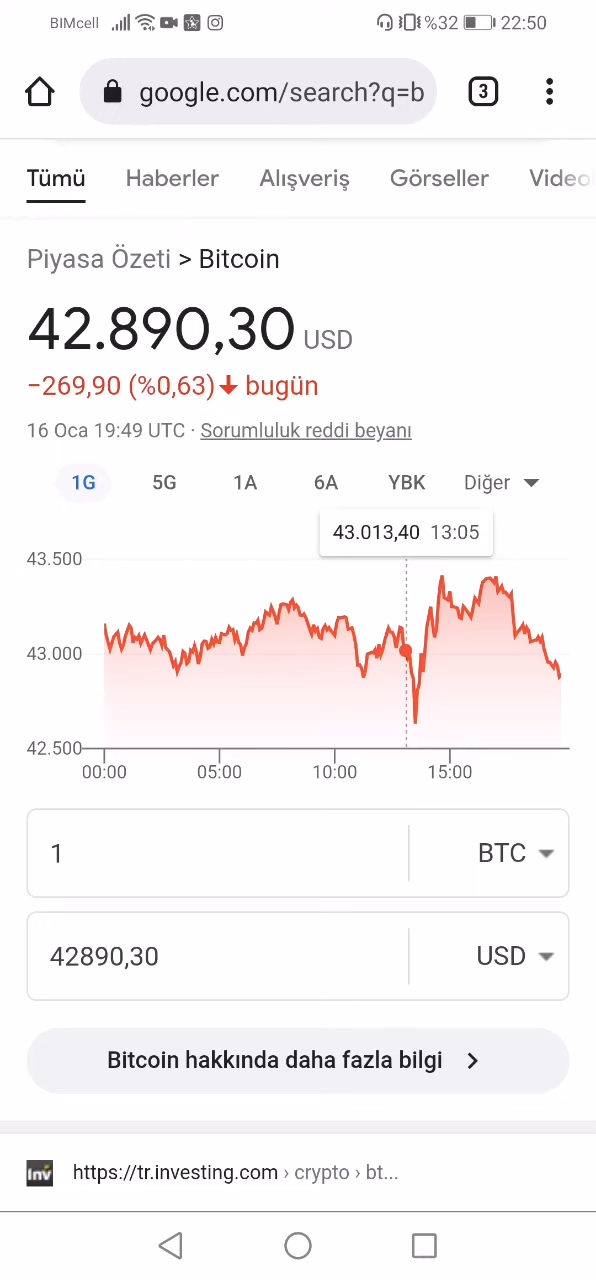 BIMcell %32 22:50
google.com/search?q=b 3
Tümü Haberler Alışveriş Görseller Video
Piyasa Özeti > Bitcoin
42.890,30 USD
−269,90 (%0,63) bugün
16 Oca 19:49 UTC · Sorumluluk reddi beyanı
1G 5G 1A 6A YBK Diğer
43.013,40 13:05
43.500
43.000
42.500
00:00 05:00 10:00 15:00
1 BTC
42890,30 USD
Bitcoin hakkında daha fazla bilgi
Inv https://tr.investing.com › crypto › bt...